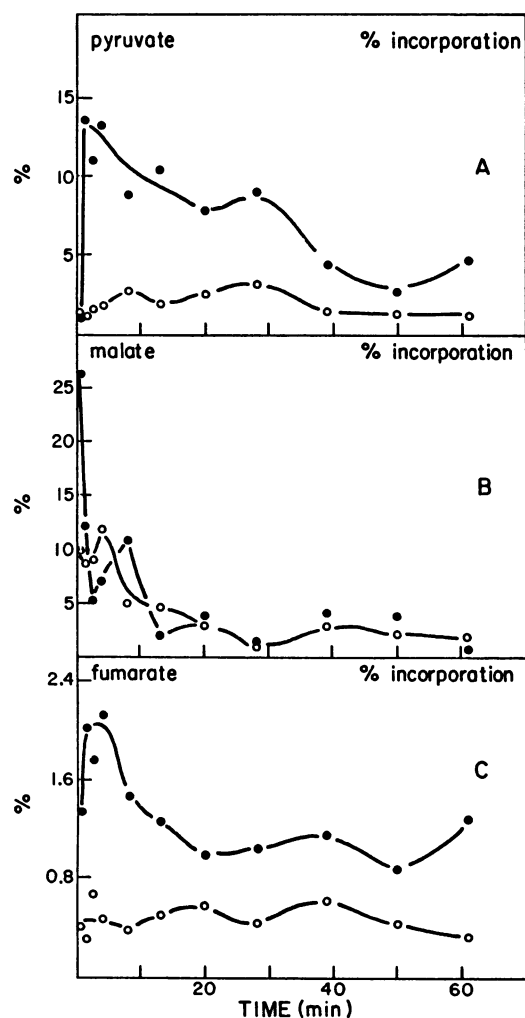 pyruvate % incorporation
15
10
5
%
A
malate % incorporation
25
20
15
10
5
%
B
fumarate % incorporation
2.4
1.6
0.8
%
C
20 40 60
TIME (min)